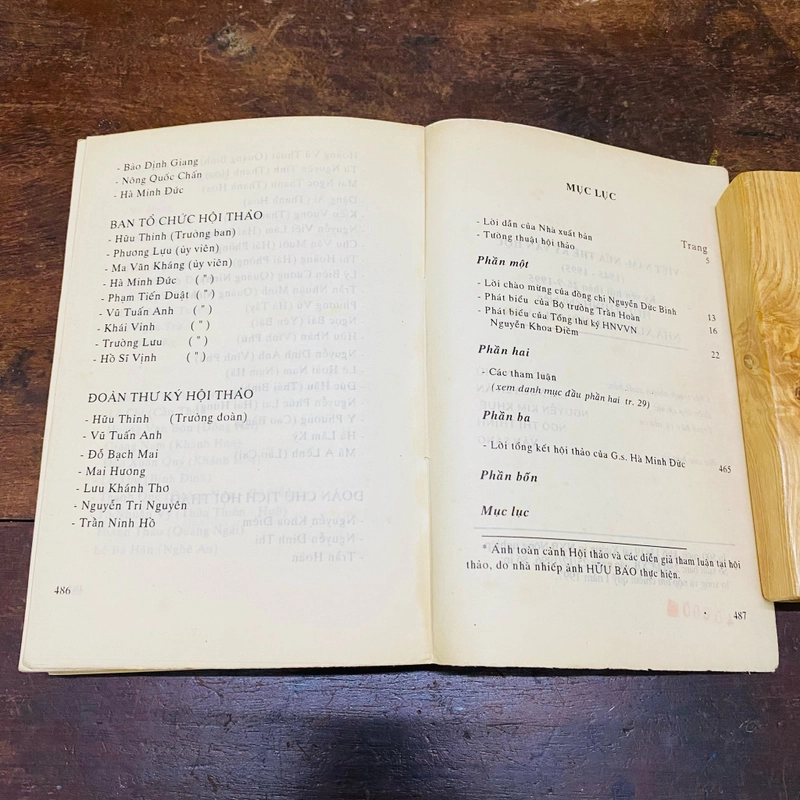 - Bảo Định Giang
- Nông Quốc Chấn
- Hà Minh Đức
BAN TỔ CHỨC HỘI THẢO
- Hữu Thỉnh (Trưởng ban)
- Phương Lựu (ủy viên)
- Ma Văn Kháng (ủy viên)
- Hà Minh Đức ( " )
- Phạm Tiến Duật ( " )
- Vũ Tuấn Anh ( " )
- Khái Vinh ( " )
- Trường Lưu ( " )
- Hồ Sĩ Vịnh ( " )
ĐOÀN THƯ KÝ HỘI THẢO
- Hữu Thỉnh (Trưởng đoàn)
- Vũ Tuấn Anh
- Đỗ Bạch Mai
- Mai Hương
- Lưu Khánh Thơ
- Nguyễn Tri Nguyên
- Trần Ninh Hồ
486
MỤC LỤC
Trang
- Lời dẫn của Nhà xuất bản
- Tường thuật hội thảo 5
Phần một
- Lời chào mừng của đồng chí Nguyễn Đức Bình 13
- Phát biểu của Bộ trưởng Trần Hoàn 16
- Phát biểu của Tổng thư ký HNVVN
Nguyễn Khoa Điềm 22
Phần hai
- Các tham luận
(xem danh mục đầu phần hai tr. 29)
Phần ba
- Lời tổng kết hội thảo của G.s. Hà Minh Đức 465
Phần bốn
Mục lục
* Ảnh toàn cảnh Hội thảo và các diễn giả tham luận tại hội
thảo, do nhà nhiếp ảnh HỮU BẢO thực hiện.
487